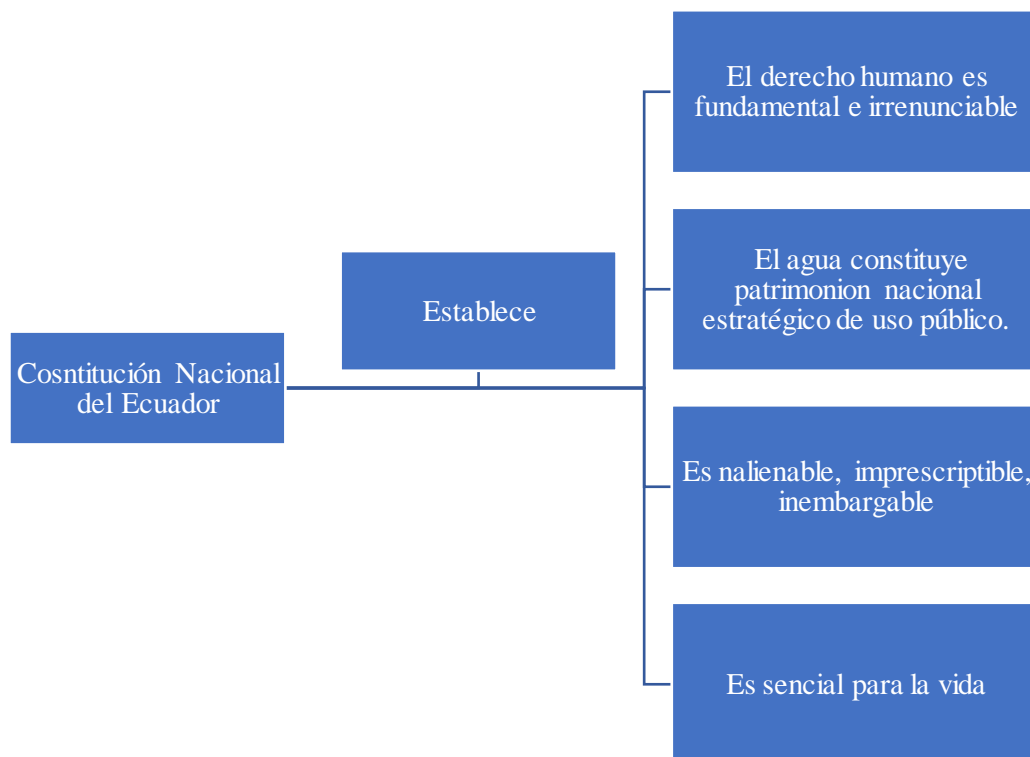 Cosntitución Nacional
del Ecuador
Establece
El derecho humano es
fundamental e irrenunciable
El agua constituye
patrimonion nacional
estratégico de uso público.
Es nalienable, imprescriptible,
inembargable
Es sencial para la vida